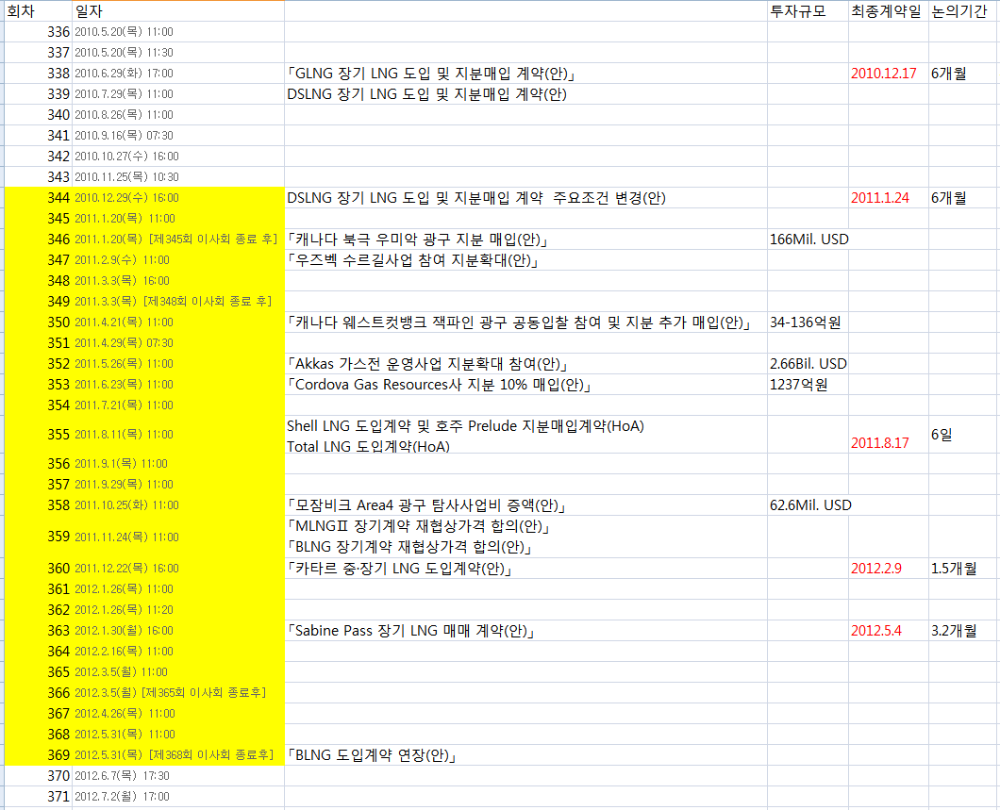 회차 일자 투자규모 최종계약일 논의기간
336 2010.5.20(목) 11:00
337 2010.5.20(목) 11:30
338 2010.6.29(화) 17:00 「GLNG 장기 LNG 도입 및 지분매입 계약(안)」 2010.12.17 6개월
339 2010.7.29(목) 11:00 DSLNG 장기 LNG 도입 및 지분매입 계약(안)
340 2010.8.26(목) 11:00
341 2010.9.16(목) 07:30
342 2010.10.27(수) 16:00
343 2010.11.25(목) 10:30
344 2010.12.29(수) 16:00 DSLNG 장기 LNG 도입 및 지분매입 계약 주요조건 변경(안) 2011.1.24 6개월
345 2011.1.20(목) 11:00
346 2011.1.20(목) [제345회 이사회 종료 후] 「캐나다 북극 우미악 광구 지분 매입(안)」 166Mil. USD
347 2011.2.9(수) 11:00 「우즈벡 수르길사업 참여 지분확대(안)」
348 2011.3.3(목) 16:00
349 2011.3.3(목) [제348회 이사회 종료 후]
350 2011.4.21(목) 11:00 「캐나다 웨스트컷뱅크 잭파인 광구 공동입찰 참여 및 지분 추가 매입(안)」 34-136억원
351 2011.4.29(목) 07:30
352 2011.5.26(목) 11:00 「Akkas 가스전 운영사업 지분확대 참여(안)」 2.66Bil. USD
353 2011.6.23(목) 11:00 「Cordova Gas Resources사 지분 10% 매입(안)」 1237억원
354 2011.7.21(목) 11:00
355 2011.8.11(목) 11:00 Shell LNG 도입계약 및 호주 Prelude 지분매입계약(HoA)
Total LNG 도입계약(HoA) 2011.8.17 6일
356 2011.9.1(목) 11:00
357 2011.9.29(목) 11:00
358 2011.10.25(화) 11:00 「모잠비크 Area4 광구 탐사사업비 증액(안)」 62.6Mil. USD
359 2011.11.24(목) 11:00 「MLNGⅡ 장기계약 재협상가격 합의(안)」
「BLNG 장기계약 재협상가격 합의(안)」
360 2011.12.22(목) 16:00 「카타르 중·장기 LNG 도입계약(안)」 2012.2.9 1.5개월
361 2012.1.26(목) 11:00
362 2012.1.26(목) 11:20
363 2012.1.30(월) 16:00 「Sabine Pass 장기 LNG 매매 계약(안)」 2012.5.4 3.2개월
364 2012.2.16(목) 11:00
365 2012.3.5(월) 11:00
366 2012.3.5(월) [제365회 이사회 종료후]
367 2012.4.26(목) 11:00
368 2012.5.31(목) 11:00
369 2012.5.31(목) [제368회 이사회 종료후] 「BLNG 도입계약 연장(안)」
370 2012.6.7(목) 17:30
371 2012.7.2(월) 17:00